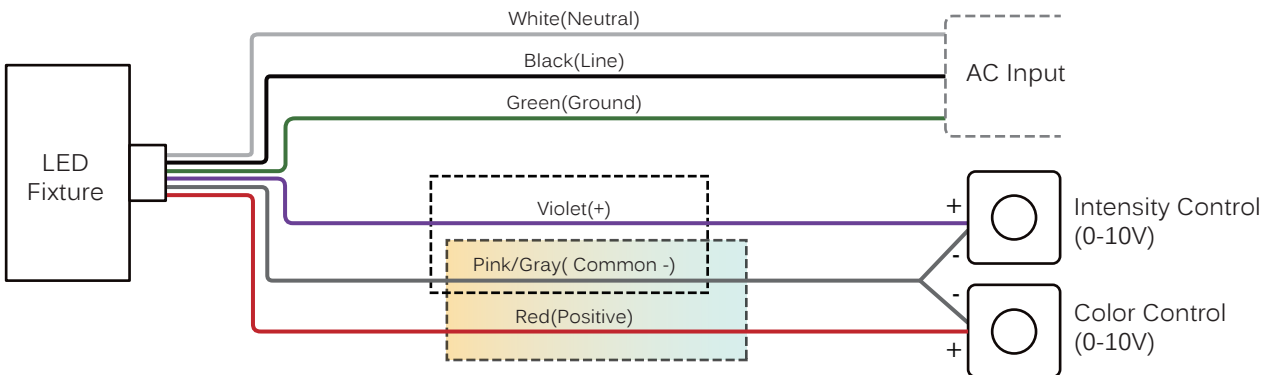 White(Neutral)
Black(Line)
AC Input
Green(Ground)
LED
Fixture
Violet(+)
+
Intensity Control
(0-10V)
-
Pink/Gray( Common -)
-
Red(Positive)
Color Control
(0-10V)
+